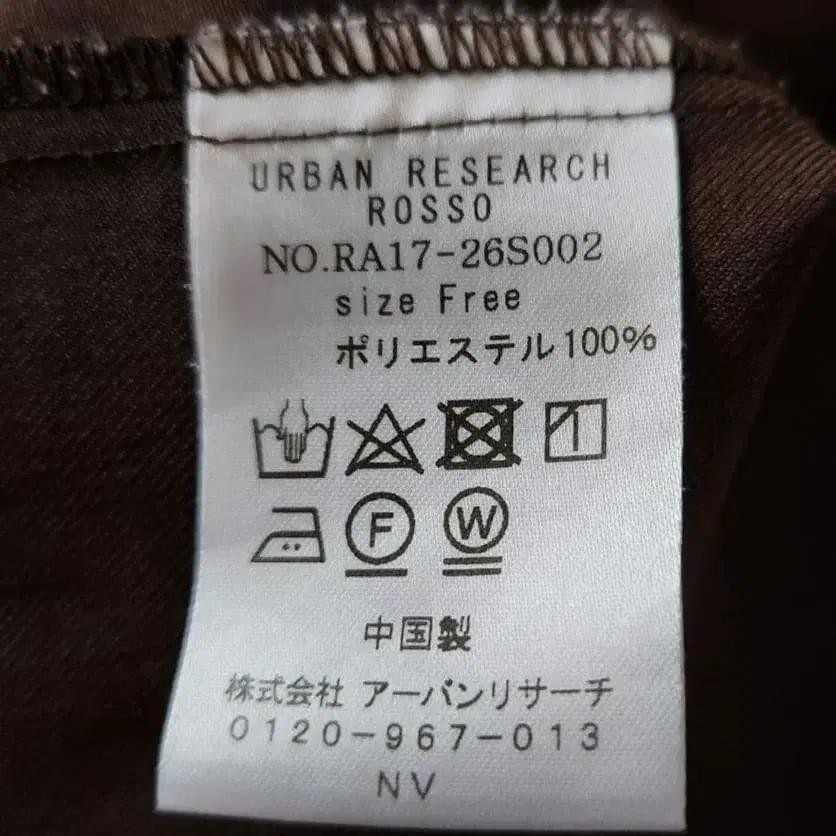 URBAN RESEARCH
ROSSO
NO.RA17-26S002
size Free
ポリエステル100%
F W
中国製
株式会社 アーバンリサーチ
0120-967-013
NV